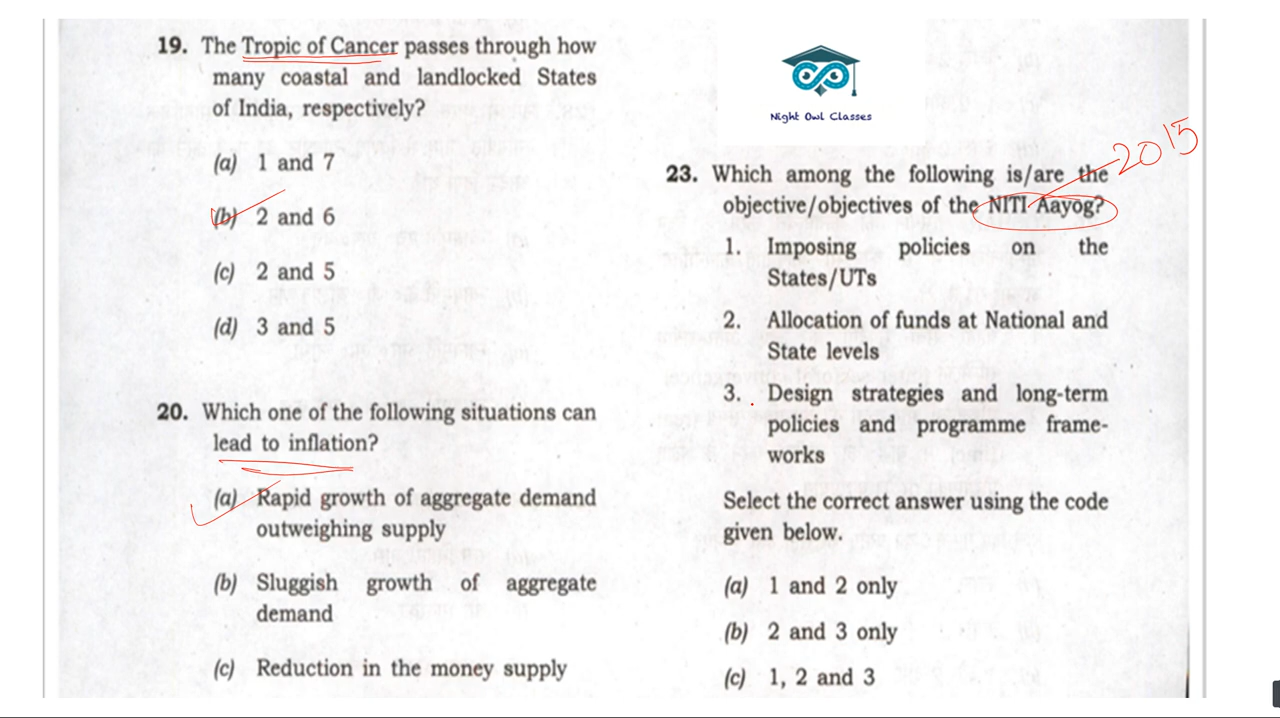 19. The Tropic of Cancer passes through how
many coastal and landlocked States
of India, respectively?
(a) 1 and 7
(b) 2 and 6
(c) 2 and 5
(d) 3 and 5
20. Which one of the following situations can
lead to inflation?
(a) Rapid growth of aggregate demand
outweighing supply
(b) Sluggish growth of aggregate
demand
(c) Reduction in the money supply
Night Owl Classes
2015
23. Which among the following is/are the
objective/objectives of the NITI Aayog?
1. Imposing policies on the
States/UTs
2. Allocation of funds at National and
State levels
3. Design strategies and long-term
policies and programme frame-
works
Select the correct answer using the code
given below.
(a) 1 and 2 only
(b) 2 and 3 only
(c) 1, 2 and 3